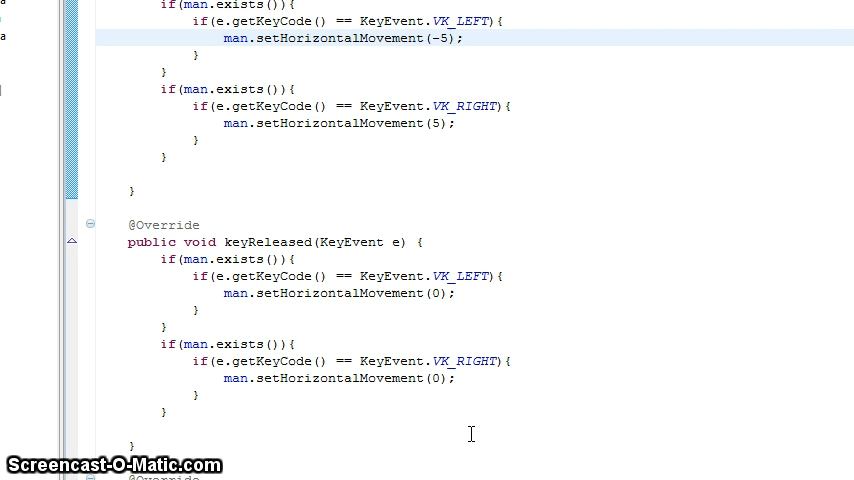 if(man.exists()){
if(e.getKeyCode() == KeyEvent.VK_LEFT){
man.setHorizontalMovement(-5);
}
}
if(man.exists()){
if(e.getKeyCode() == KeyEvent.VK_RIGHT){
man.setHorizontalMovement(5);
}
}
}
@Override
public void keyReleased(KeyEvent e) {
if(man.exists()){
if(e.getKeyCode() == KeyEvent.VK_LEFT){
man.setHorizontalMovement(0);
}
}
if(man.exists()){
if(e.getKeyCode() == KeyEvent.VK_RIGHT){
man.setHorizontalMovement(0);
}
}
}
Screencast-O-Matic.com
@Override